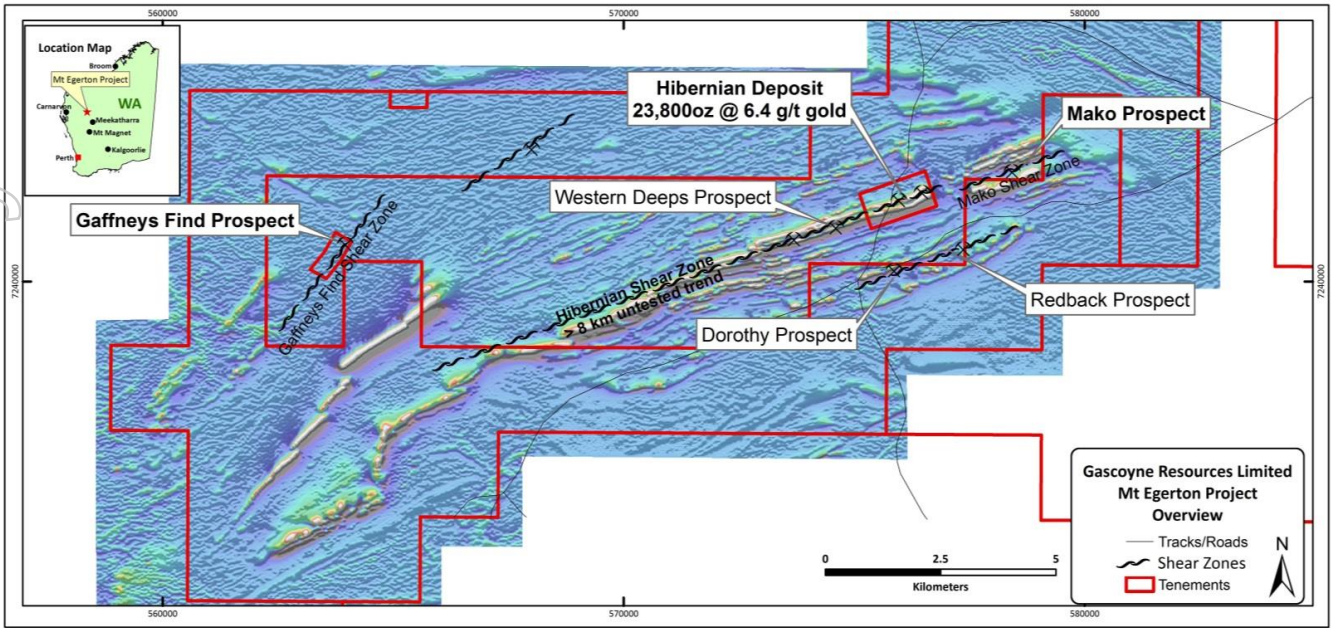 560000
570000
580000
Location Map
Broom
Mt Egerton Project
WA
Carnarvon
Meekatharra
Mt Magnet
Kalgoorlie
Perth
Hibernian Deposit
23,800oz @ 6.4 g/t gold
Mako Prospect
Western Deeps Prospect
Mako Shear Zone
Gaffneys Find Prospect
Gaffneys Find Shear Zone
Hibernian Shear Zone
> 8 km untested trend
Redback Prospect
Dorothy Prospect
7240000
7240000
Gascoyne Resources Limited
Mt Egerton Project
Overview
Tracks/Roads
Shear Zones
Tenements
N
0 2.5 5
Kilometers
560000
570000
580000